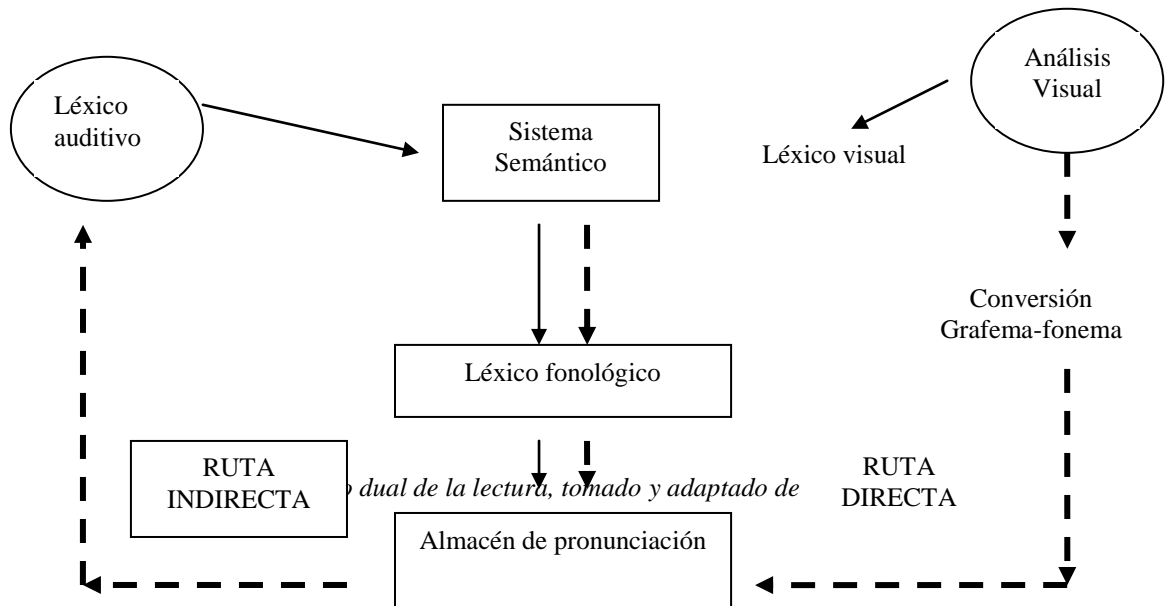 Análisis
Visual
Léxico
auditivo
Sistema
Semántico
Léxico visual
Conversión
Grafema-fonema
Léxico fonológico
RUTA
INDIRECTA
o dual de la lectura, tomado y adaptado de
RUTA
DIRECTA
Almacén de pronunciación